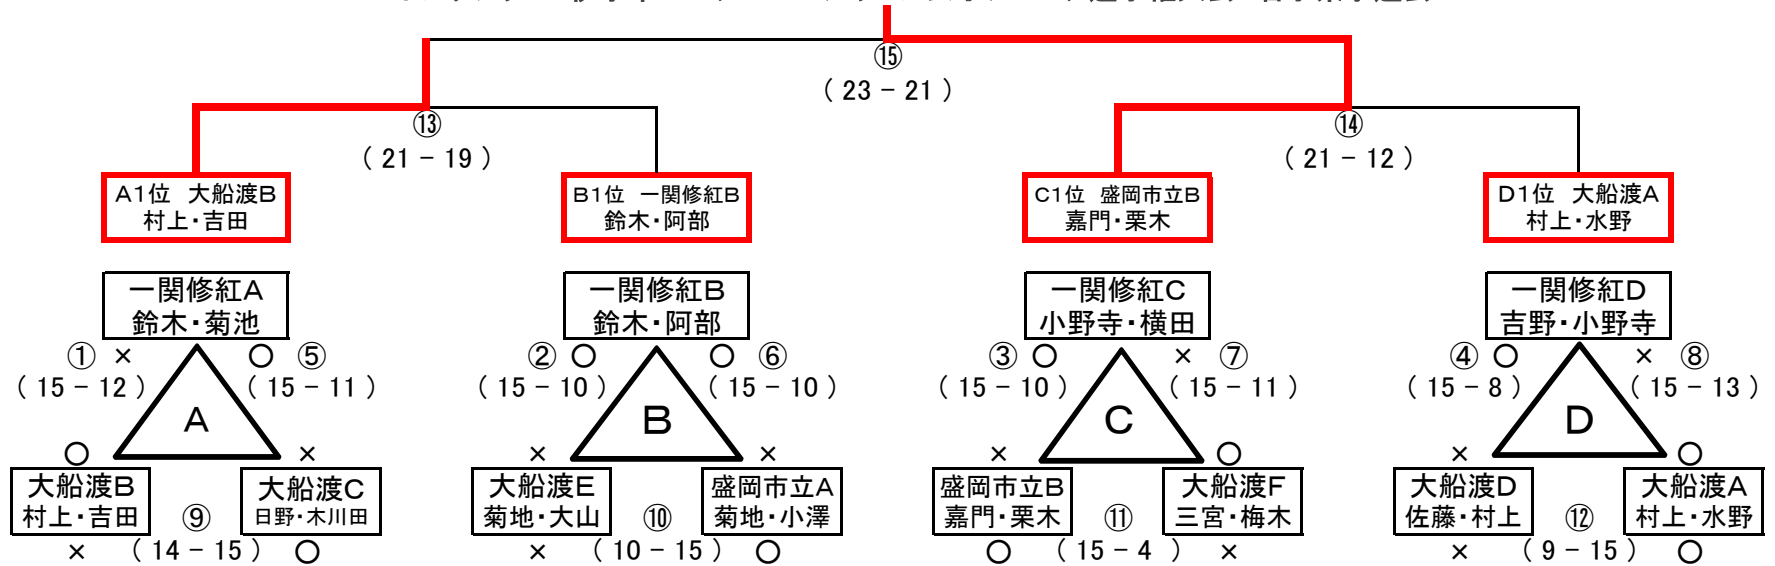 ⑮
( 23 - 21 )
⑬
⑭
( 21 - 19 )
( 21 - 12 )
A1位 大船渡B
村上・吉田
B1位 一関修紅B
鈴木・阿部
C1位 盛岡市立B
嘉門・栗木
D1位 大船渡A
村上・水野
一関修紅A
鈴木・菊池
一関修紅B
鈴木・阿部
一関修紅C
小野寺・横田
一関修紅D
吉野・小野寺
① × ○ ⑤
( 15 - 12 ) ( 15 - 11 )
② ○ ○ ⑥
( 15 - 10 ) ( 15 - 10 )
③ ○ × ⑦
( 15 - 10 ) ( 15 - 11 )
④ ○ × ⑧
( 15 - 8 ) ( 15 - 13 )
A
B
C
D
○ ×
× ×
× ○
× ○
大船渡B
村上・吉田
⑨
大船渡C
日野・木川田
× ( 14 - 15 ) ○
大船渡E
菊地・大山
⑩
盛岡市立A
菊地・小澤
× ( 10 - 15 ) ○
盛岡市立B
嘉門・栗木
⑪
大船渡F
三宮・梅木
○ ( 15 - 4 ) ×
大船渡D
佐藤・村上
⑫
大船渡A
村上・水野
× ( 9 - 15 ) ○